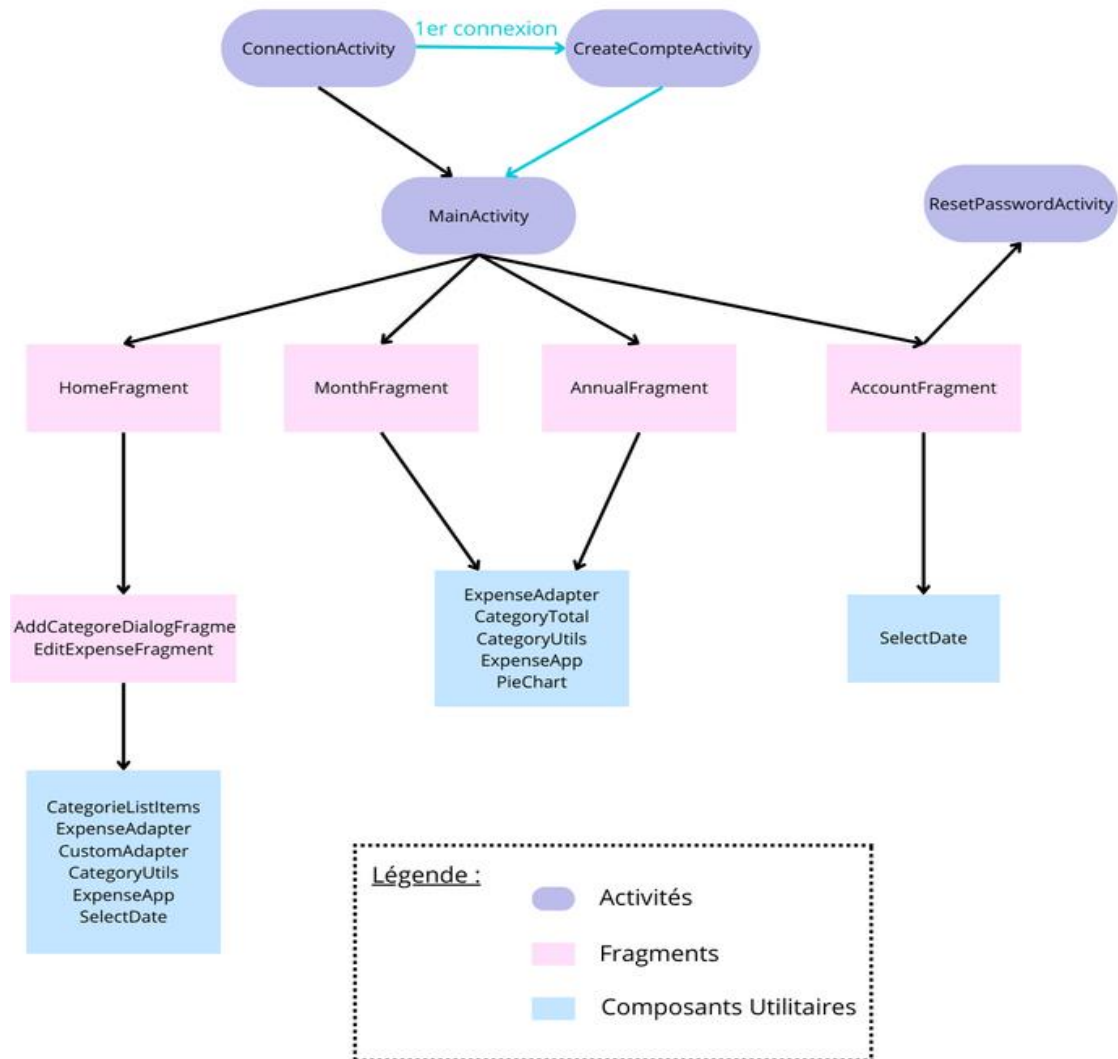 1er connexion
ConnectionActivity
CreateCompteActivity
MainActivity
ResetPasswordActivity
HomeFragment
MonthFragment
AnnualFragment
AccountFragment
AddCategoreDialogFragme
EditExpenseFragment
ExpenseAdapter
CategoryTotal
CategoryUtils
ExpenseApp
PieChart
SelectDate
CategorieListItems
ExpenseAdapter
CustomAdapter
CategoryUtils
ExpenseApp
SelectDate
Légende :
Activités
Fragments
Composants Utilitaires